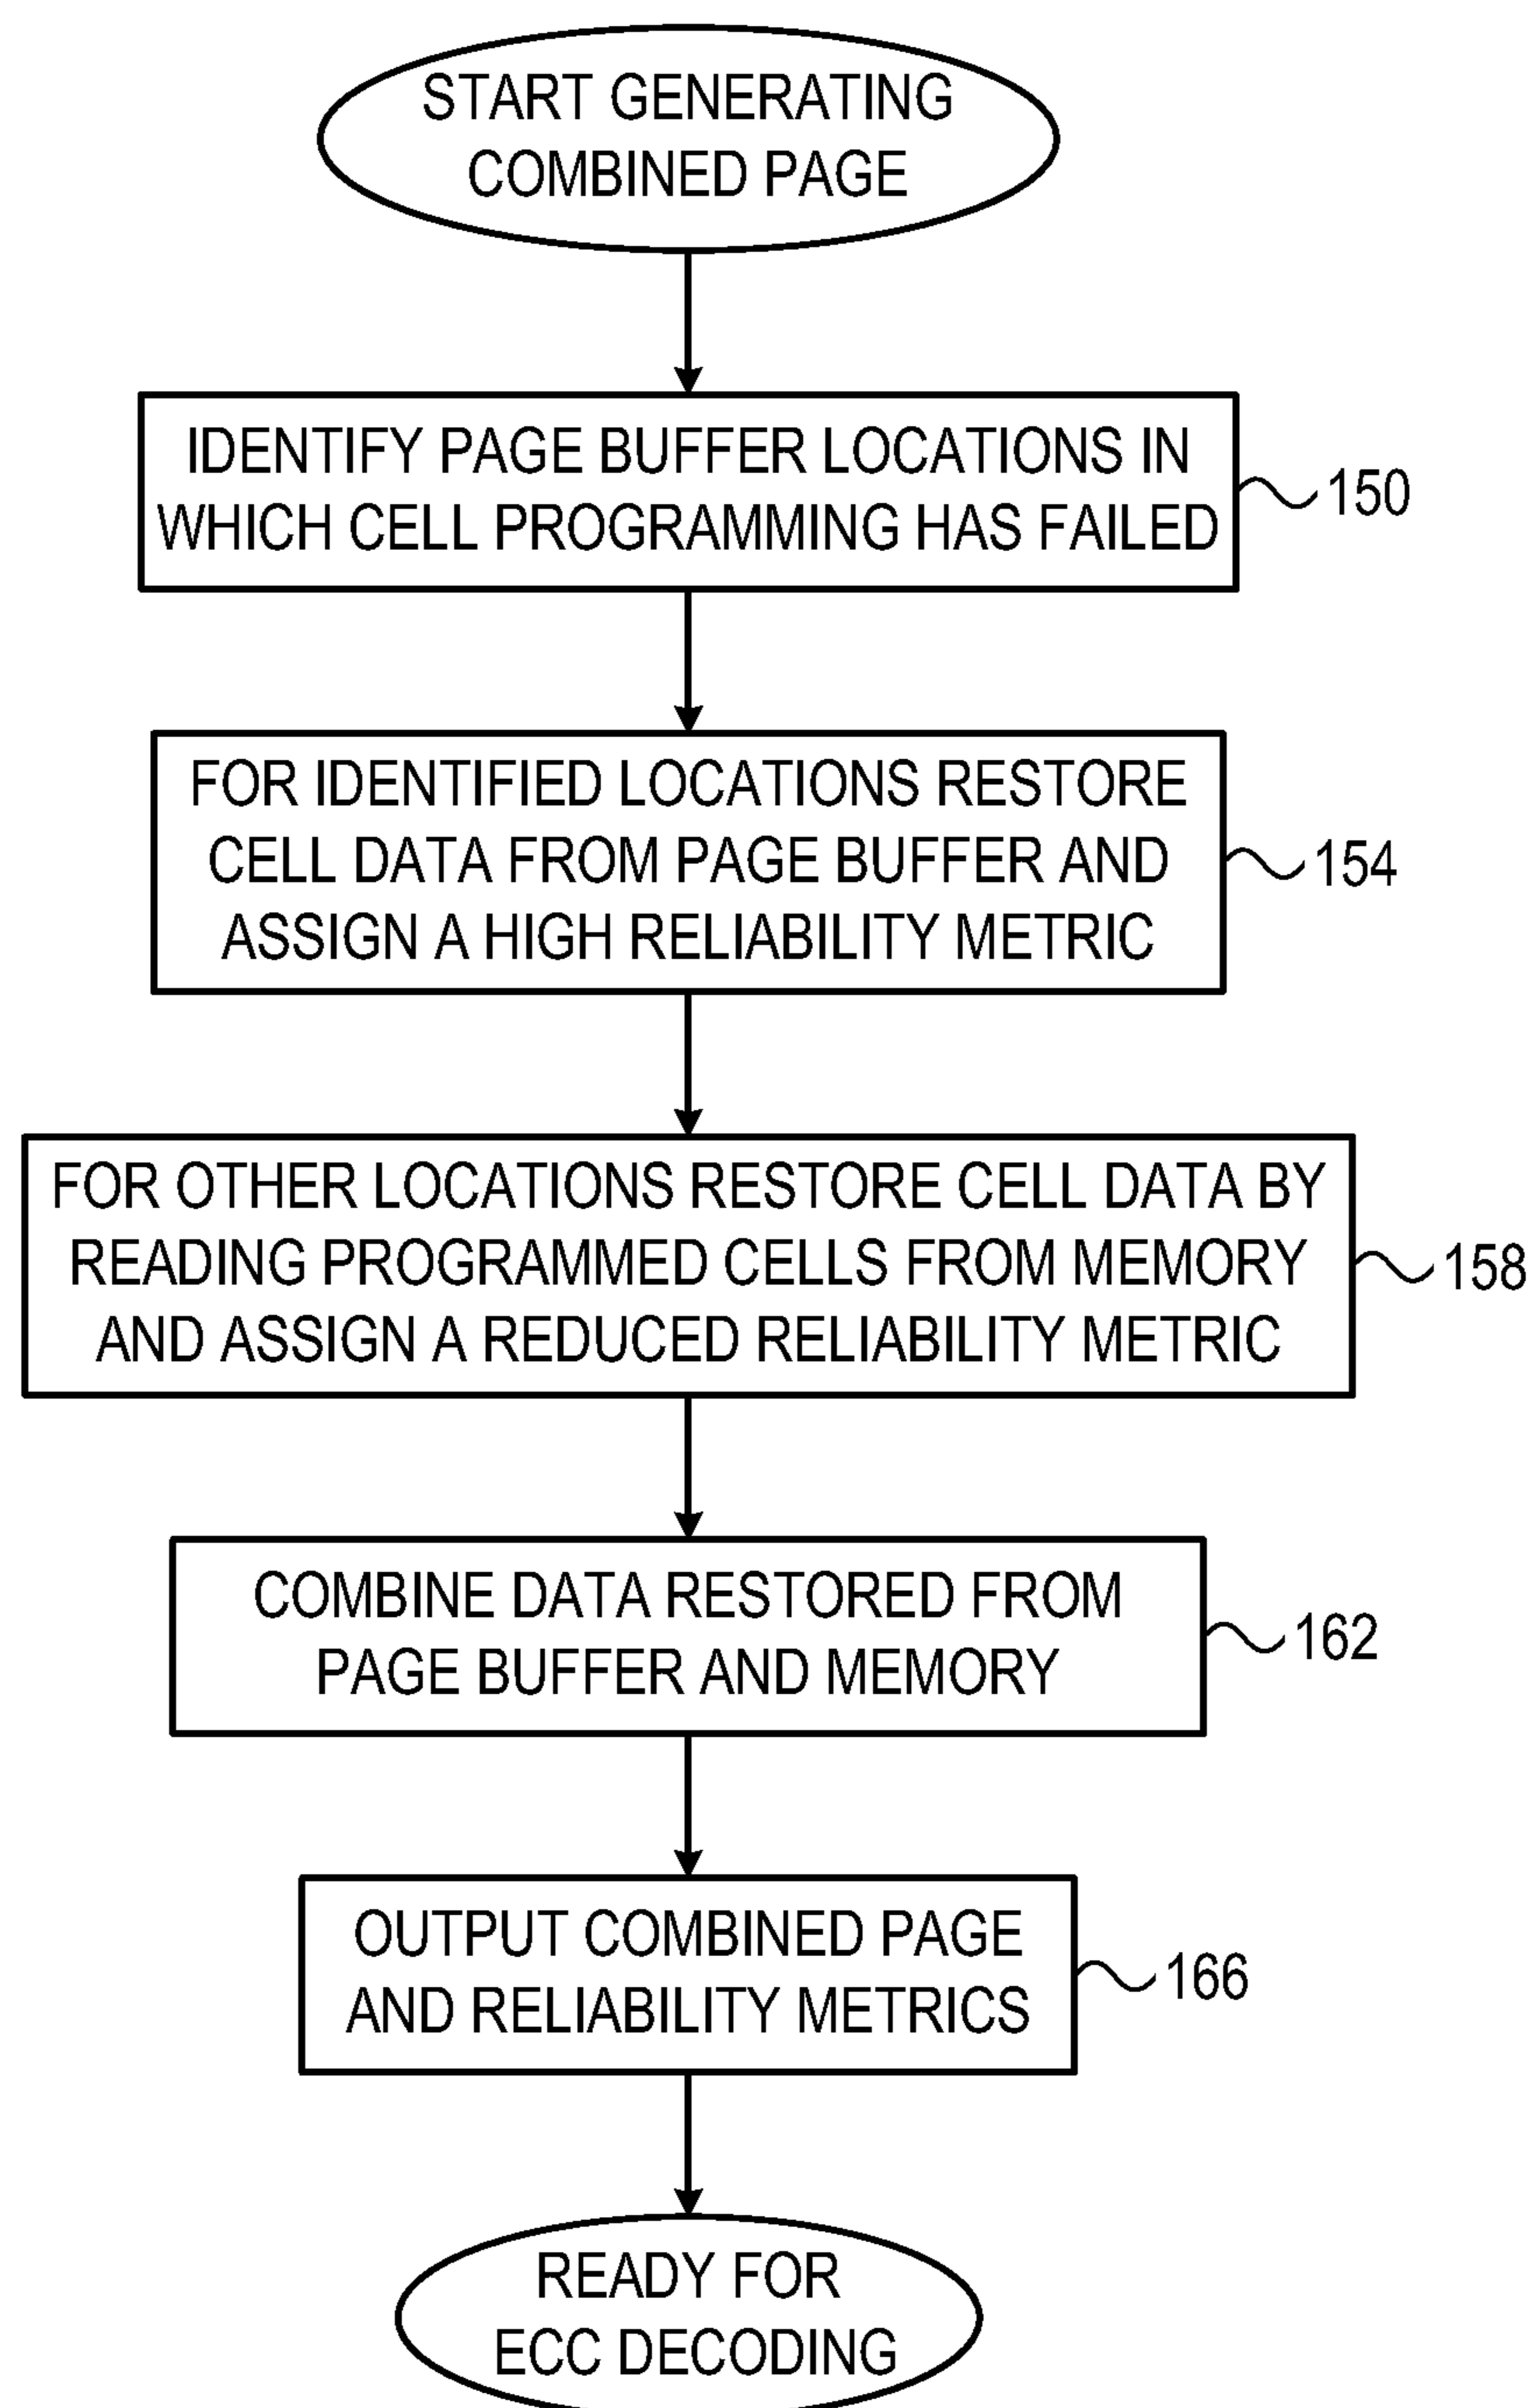 START GENERATING
COMBINED PAGE
IDENTIFY PAGE BUFFER LOCATIONS IN
WHICH CELL PROGRAMMING HAS FAILED
150
FOR IDENTIFIED LOCATIONS RESTORE
CELL DATA FROM PAGE BUFFER AND
ASSIGN A HIGH RELIABILITY METRIC
154
FOR OTHER LOCATIONS RESTORE CELL DATA BY
READING PROGRAMMED CELLS FROM MEMORY
AND ASSIGN A REDUCED RELIABILITY METRIC
158
COMBINE DATA RESTORED FROM
PAGE BUFFER AND MEMORY
162
OUTPUT COMBINED PAGE
AND RELIABILITY METRICS
166
READY FOR
ECC DECODING